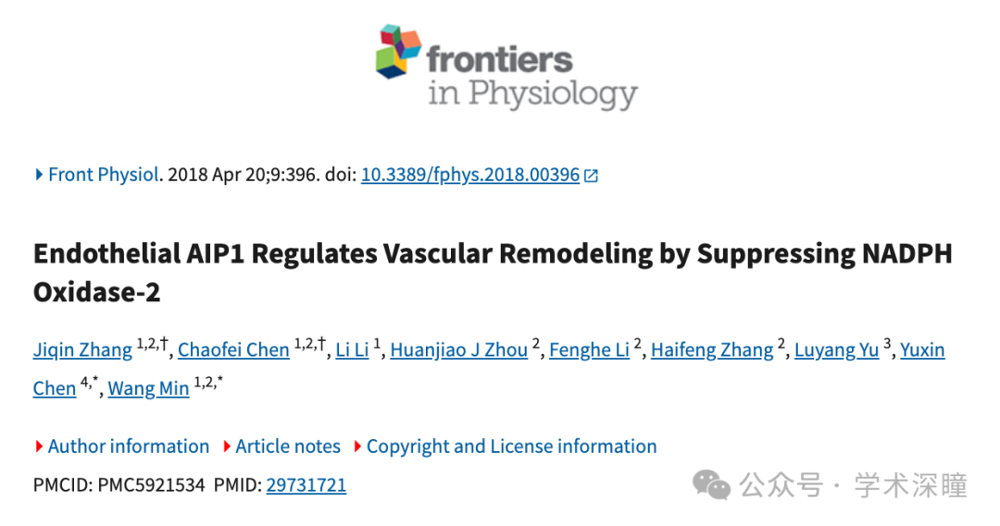 frontiers
in Physiology
Front Physiol. 2018 Apr 20;9:396. doi: 10.3389/fphys.2018.00396
Endothelial AIP1 Regulates Vascular Remodeling by Suppressing NADPH
Oxidase-2
Jiqin Zhang 1,2,†, Chaofei Chen 1,2,†, Li Li 1, Huanjiao J Zhou 2, Fenghe Li 2, Haifeng Zhang 2, Luyang Yu 3, Yuxin
Chen 4,*, Wang Min 1,2,*
Author information Article notes Copyright and License information
PMCID: PMC5921534 PMID: 29731721
公众号 · 学术深瞳